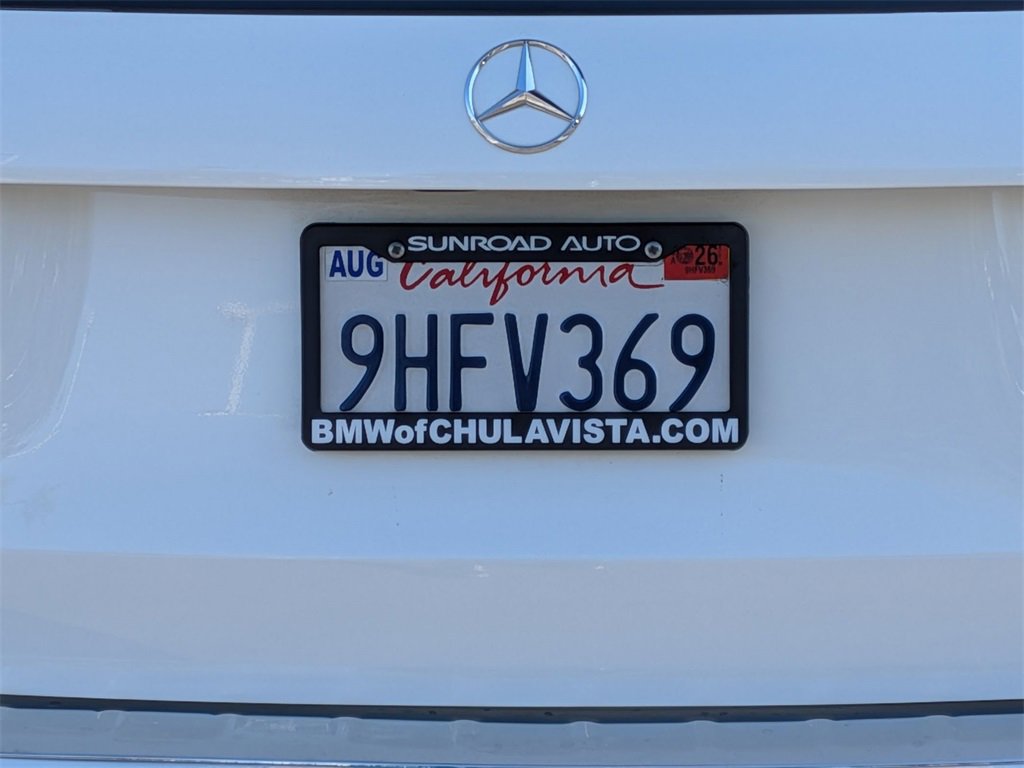 SUNROAD AUTO
AUG California 26
9HFV369
9HFV369
BMWofCHULAVISTA.COM